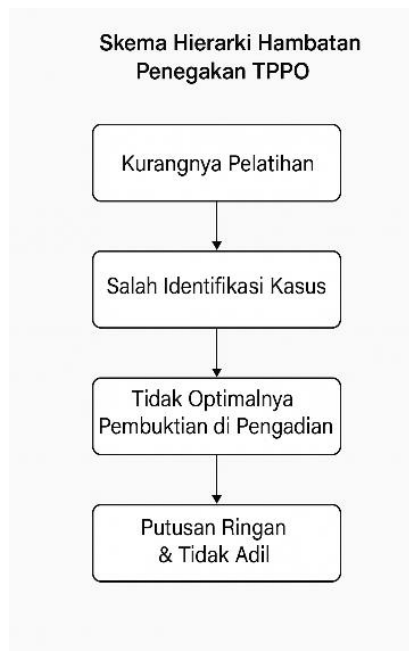 Skema Hierarki Hambatan
Penegakan TPPO
Kurangnya Pelatihan
Salah Identifikasi Kasus
Tidak Optimalnya
Pembuktian di Pengadian
Putusan Ringan
& Tidak Adil